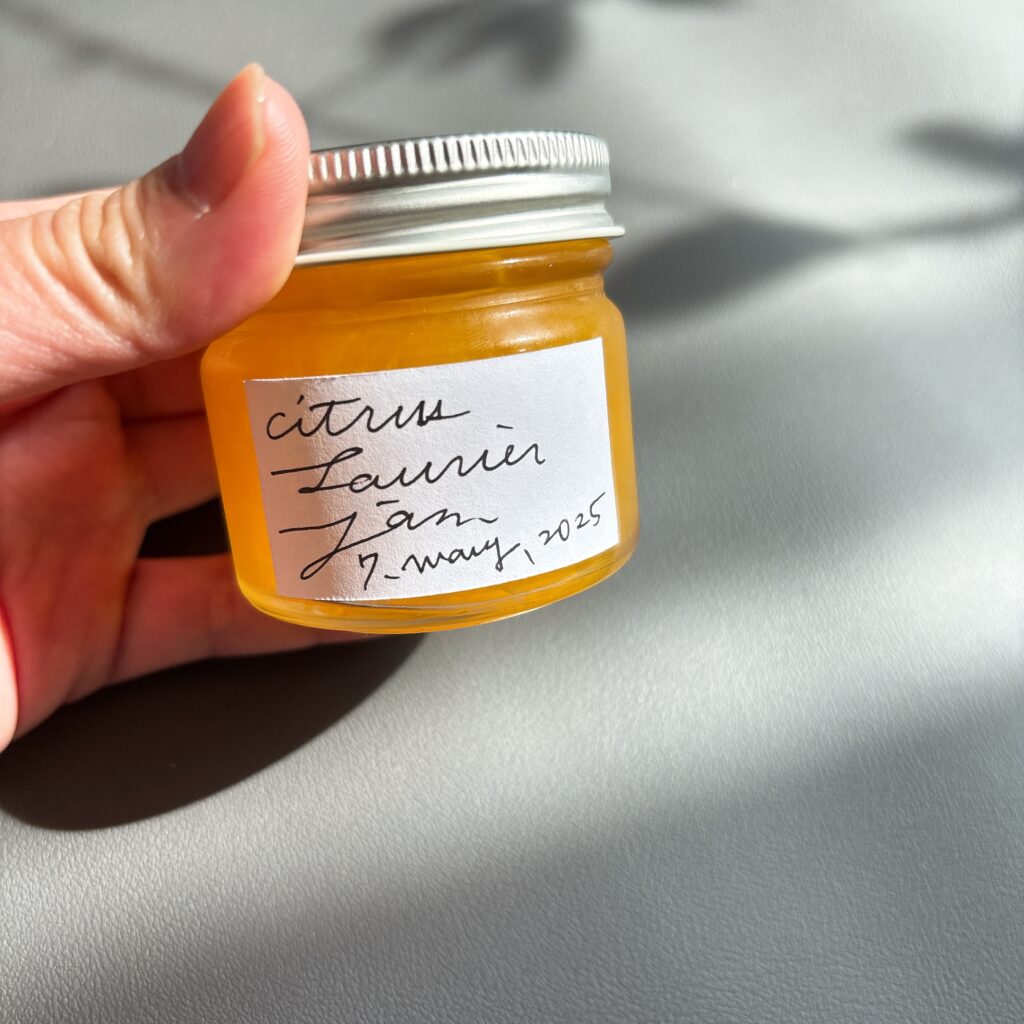 citrus
Laurier
Jam
7. may, 2025